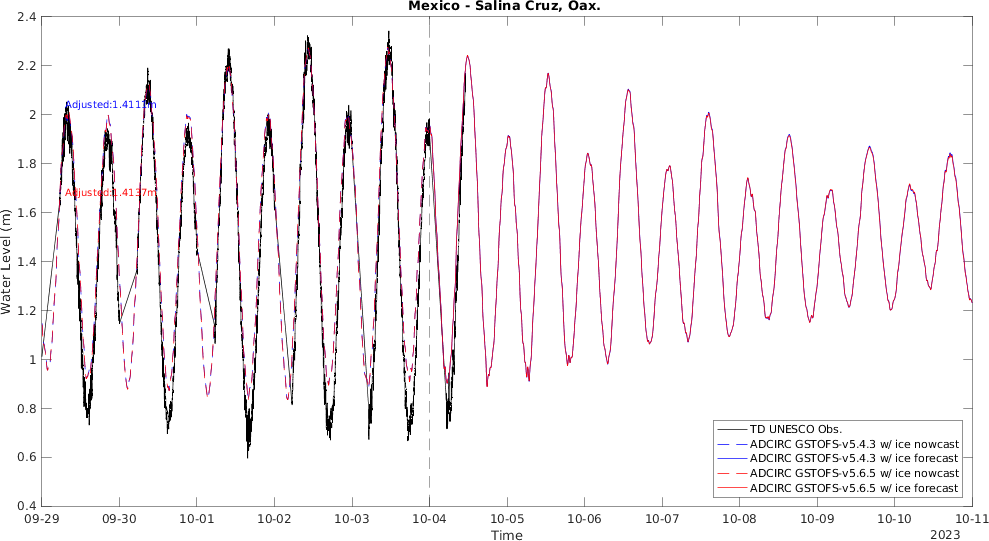 Mexico - Salina Cruz, Oax.
2.4
2.2
2
1.8
1.6
1.4
1.2
1
0.8
0.6
0.4
Water Level (m)
Adjusted:1.4111m
Adjusted:1.4137m
TD UNESCO Obs.
ADCIRC GSTOFS-v5.4.3 w/ ice nowcast
ADCIRC GSTOFS-v5.4.3 w/ ice forecast
ADCIRC GSTOFS-v5.6.5 w/ ice nowcast
ADCIRC GSTOFS-v5.6.5 w/ ice forecast
09-29 09-30 10-01 10-02 10-03 10-04 10-05 10-06 10-07 10-08 10-09 10-10 10-11
Time
2023